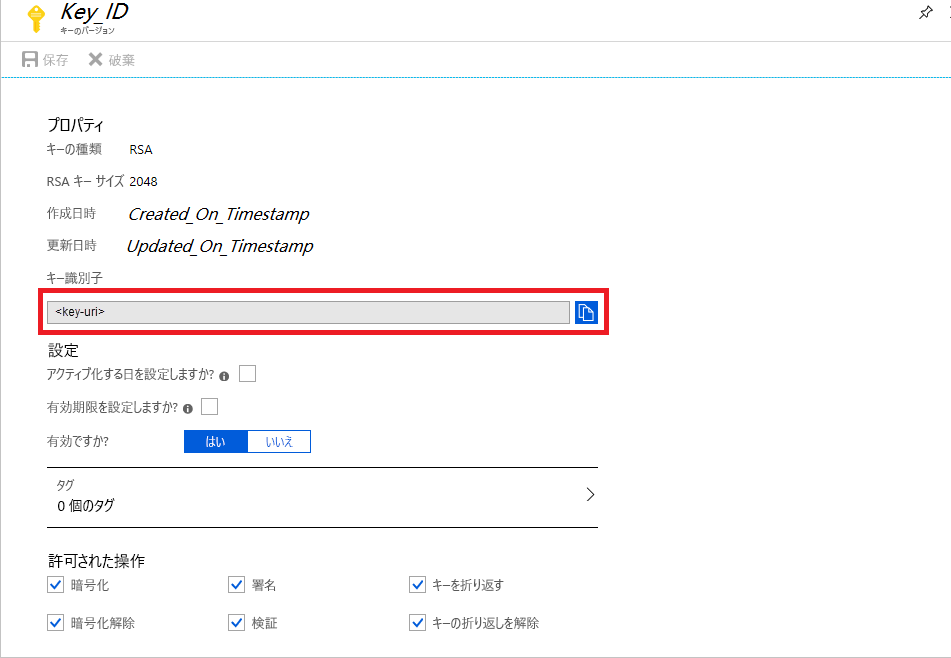 Key_ID
キーのバージョン
保存 破棄
プロパティ
キーの種類 RSA
RSA キー サイズ 2048
作成日時 Created_On_Timestamp
更新日時 Updated_On_Timestamp
キー識別子
<key-uri>
設定
アクティブ化する日を設定しますか?
有効期限を設定しますか?
有効ですか? はい いいえ
タグ
0 個のタグ
許可された操作
暗号化 署名 キーを折り返す
暗号化解除 検証 キーの折り返しを解除